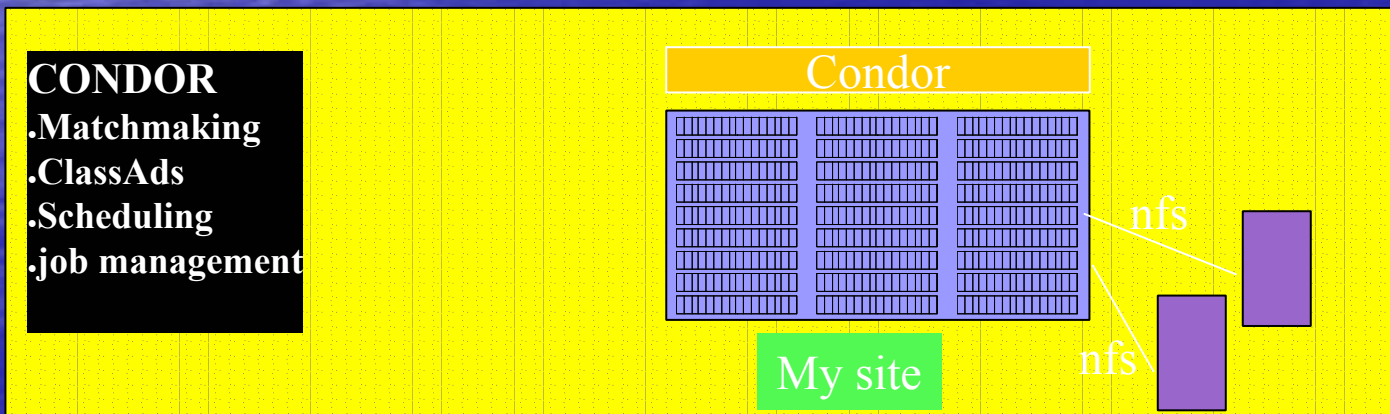 CONDOR
.Matchmaking
.ClassAds
.Scheduling
.job management
Condor
nfs
nfs
My site